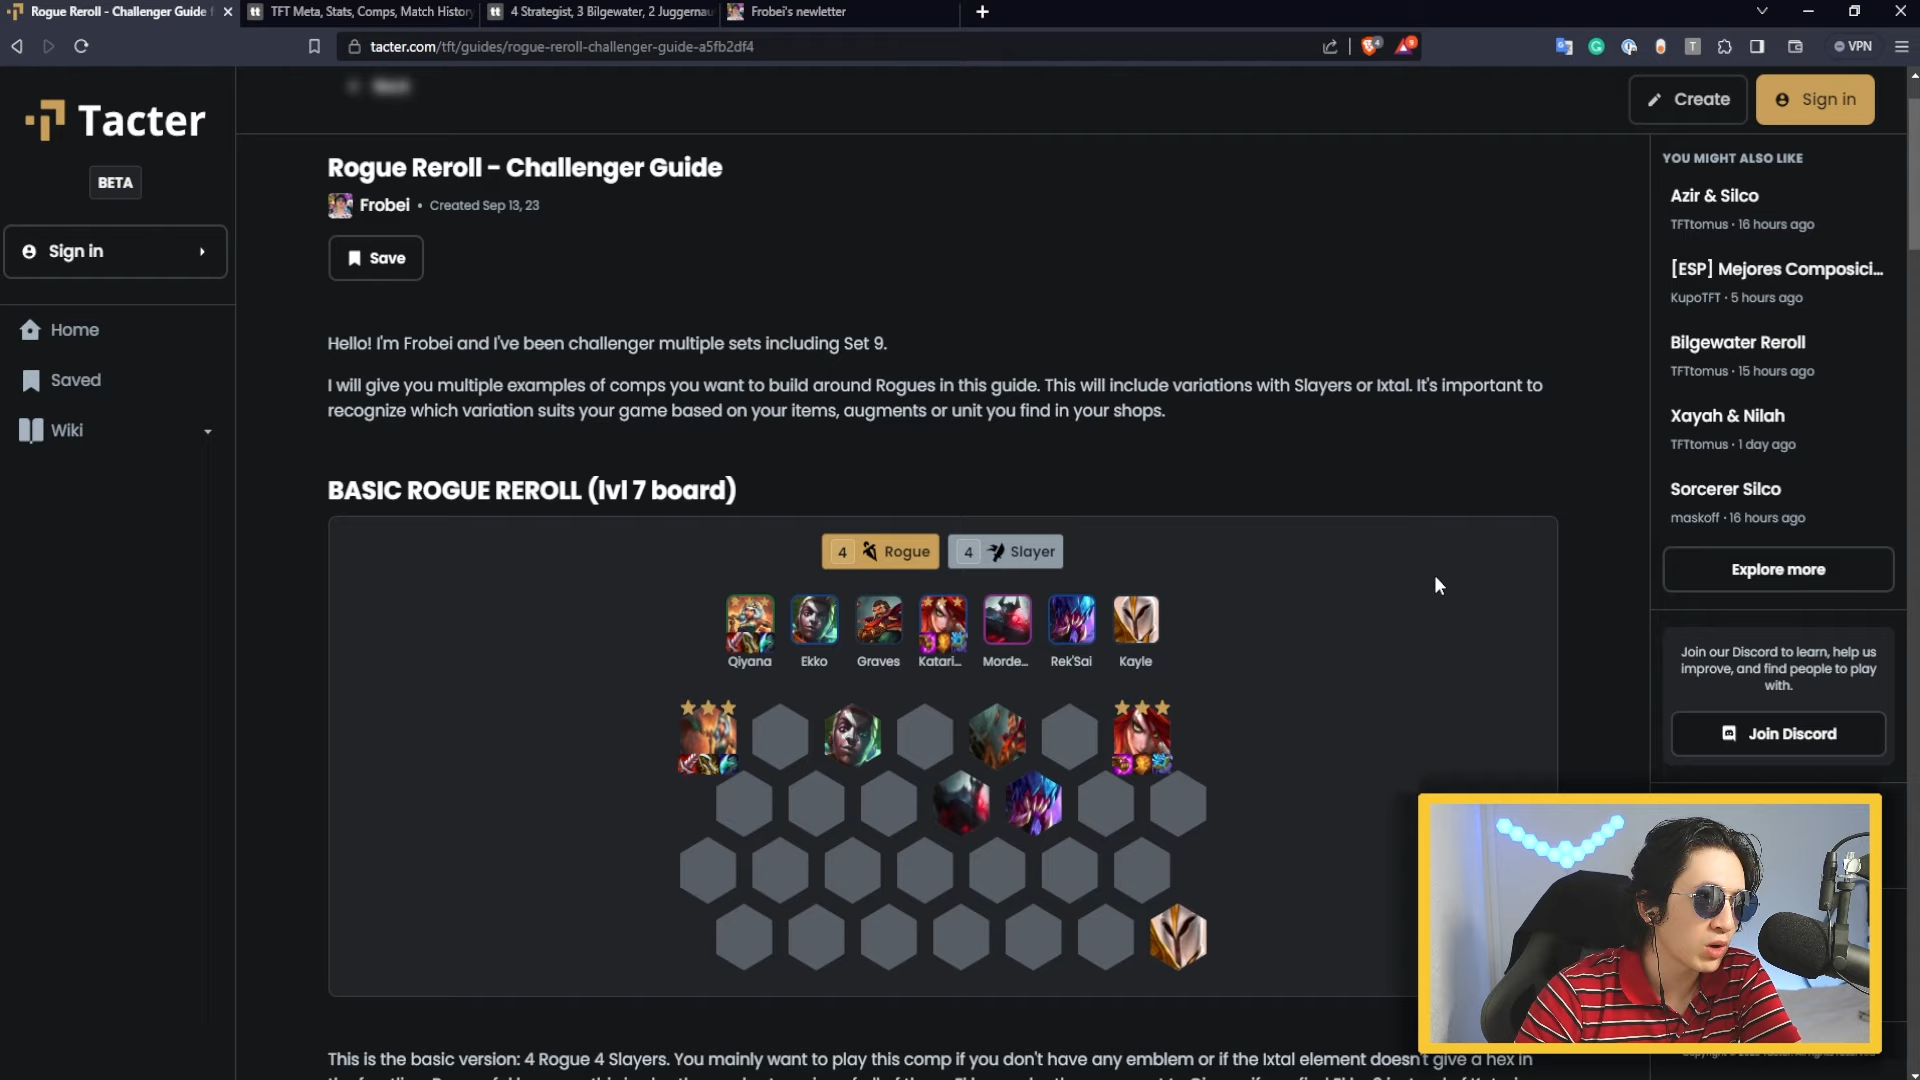 Rogue Reroll - Challenger Guide
TFT Meta, Stats, Comps, Match History
4 Strategist, 3 Bilgewater, 2 Juggernau
Frobei's newletter
tacter.com/tft/guides/rogue-reroll-challenger-guide-a5fb2df4
VPN
Tacter
BETA
Sign in
Home
Saved
Wiki
Create
Sign in
Rogue Reroll - Challenger Guide
Frobei • Created Sep 13, 23
Save
Hello! I'm Frobei and I've been challenger multiple sets including Set 9.
I will give you multiple examples of comps you want to build around Rogues in this guide. This will include variations with Slayers or Ixtal. It's important to
recognize which variation suits your game based on your items, augments or unit you find in your shops.
BASIC ROGUE REROLL (lvl 7 board)
4 Rogue 4 Slayer
Qiyana Ekko Graves Katari... Morde... Rek'Sai Kayle
This is the basic version: 4 Rogue 4 Slayers. You mainly want to play this comp if you don't have any emblem or if the Ixtal element doesn't give a hex in
YOU MIGHT ALSO LIKE
Azir & Silco
TFTtomus • 16 hours ago
[ESP] Mejores Composici...
KupoTFT • 5 hours ago
Bilgewater Reroll
TFTtomus • 15 hours ago
Xayah & Nilah
TFTtomus • 1 day ago
Sorcerer Silco
maskoff • 16 hours ago
Explore more
Join our Discord to learn, help us
improve, and find people to play
with.
Join Discord